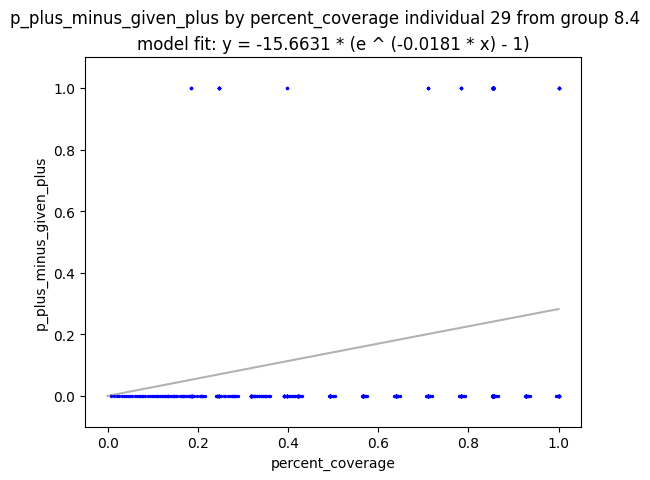 p_plus_minus_given_plus by percent_coverage individual 29 from group 8.4
model fit: y = -15.6631 * (e ^ (-0.0181 * x) - 1)
1.0
0.8
0.6
0.4
0.2
0.0
p_plus_minus_given_plus
0.0 0.2 0.4 0.6 0.8 1.0
percent_coverage